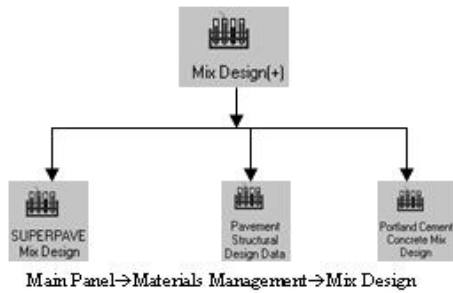 Mix Design(+)
SUPERPAVE
Mix Design
Pavement
Structural
Design Data
Portland Cement
Concrete Mix
Design
Main Panel→Materials Management→Mix Design